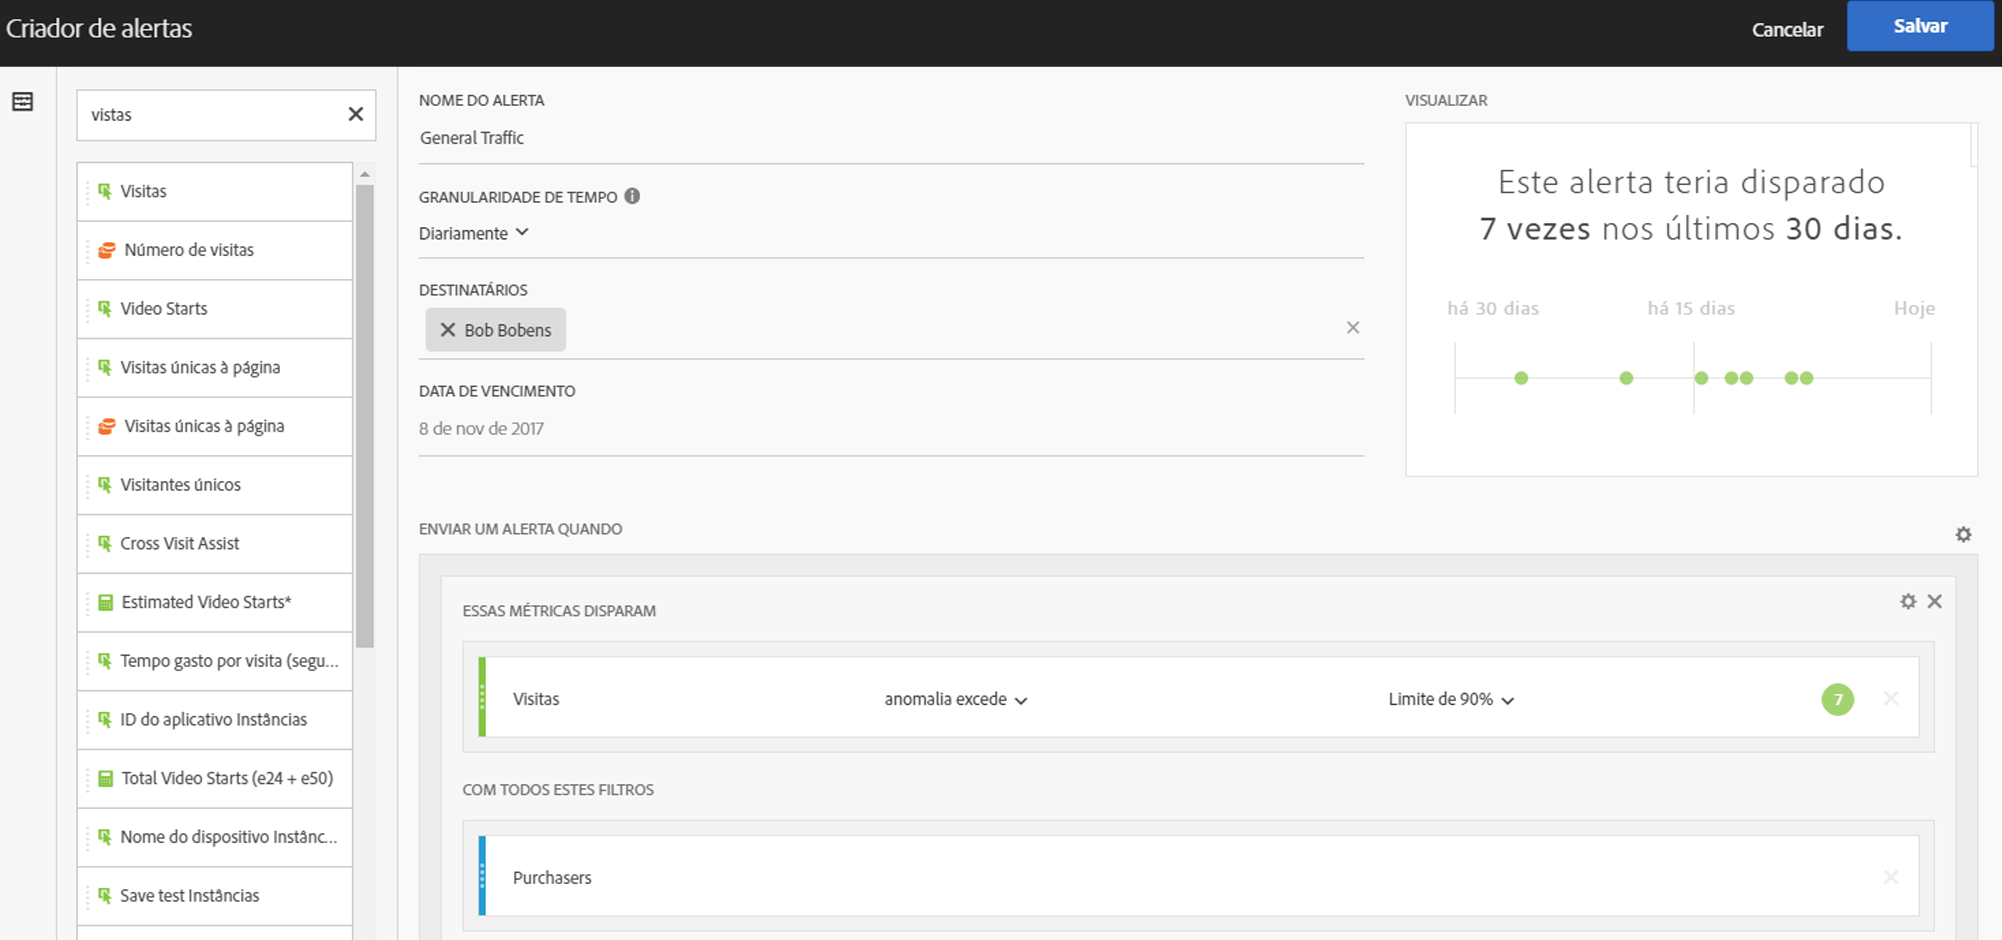 Criador de alertas
Cancelar
Salvar
vistas
Visitas
Número de visitas
Video Starts
Visitas únicas à página
Visitas únicas à página
Visitantes únicos
Cross Visit Assist
Estimated Video Starts*
Tempo gasto por visita (segu...
ID do aplicativo Instâncias
Total Video Starts (e24 + e50)
Nome do dispositivo Instânc...
Save test Instâncias
NOME DO ALERTA
General Traffic
GRANULARIDADE DE TEMPO
Diariamente
DESTINATÁRIOS
Bob Bobens
DATA DE VENCIMENTO
8 de nov de 2017
VISUALIZAR
Este alerta teria disparado
7 vezes nos últimos 30 dias.
há 30 dias há 15 dias Hoje
ENVIAR UM ALERTA QUANDO
ESSAS MÉTRICAS DISPARAM
Visitas anomalia excede Limite de 90% 7
COM TODOS ESTES FILTROS
Purchasers